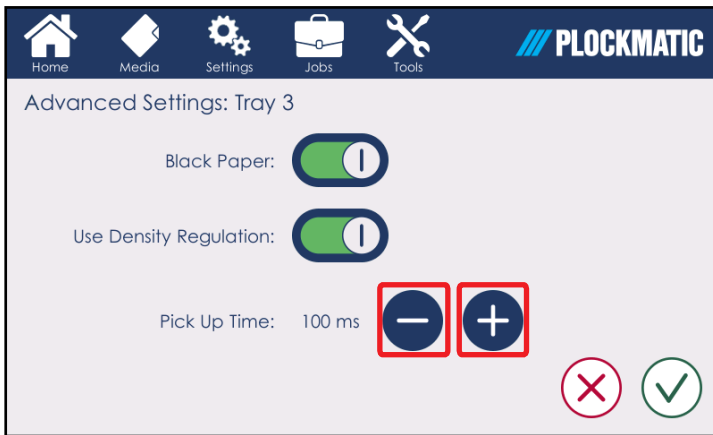 Home Media Settings Jobs Tools PLOCKMATIC
Advanced Settings: Tray 3
Black Paper:
Use Density Regulation:
Pick Up Time: 100 ms